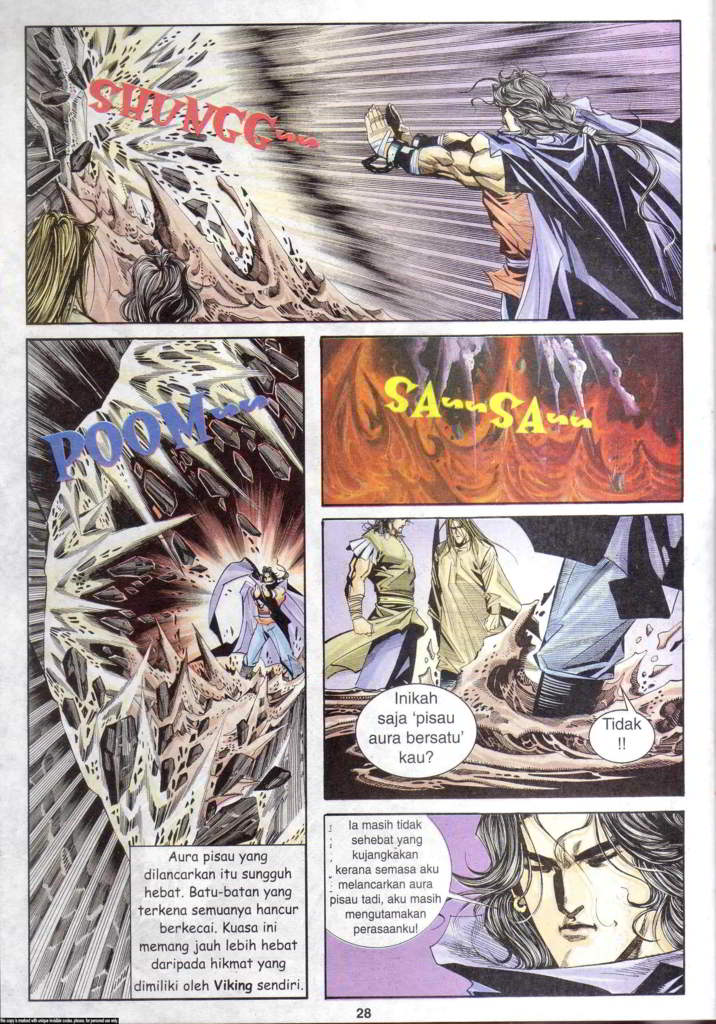 SHUNGG~~
POOM~~
SA~~SA~~
Inikah
saja 'pisau
aura bersatu'
kau?
Tidak
!!
Aura pisau yang
dilancarkan itu sungguh
hebat. Batu-batan yang
terkena semuanya hancur
berkecai. Kuasa ini
memang jauh lebih hebat
daripada hikmat yang
dimiliki oleh Viking sendiri.
Ia masih tidak
sehebat yang
kujangkakan
kerana semasa aku
melancarkan aura
pisau tadi, aku masih
mengutamakan
perasaanku!
28